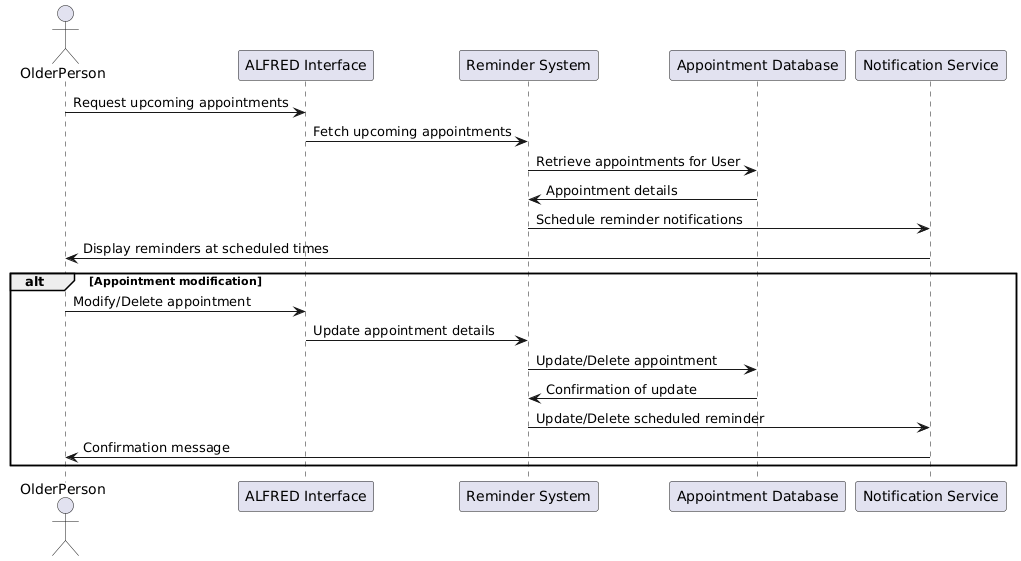 OlderPerson
ALFRED Interface
Reminder System
Appointment Database
Notification Service
Request upcoming appointments
Fetch upcoming appointments
Retrieve appointments for User
Appointment details
Schedule reminder notifications
Display reminders at scheduled times
alt [Appointment modification]
Modify/Delete appointment
Update appointment details
Update/Delete appointment
Confirmation of update
Update/Delete scheduled reminder
Confirmation message
OlderPerson
ALFRED Interface
Reminder System
Appointment Database
Notification Service